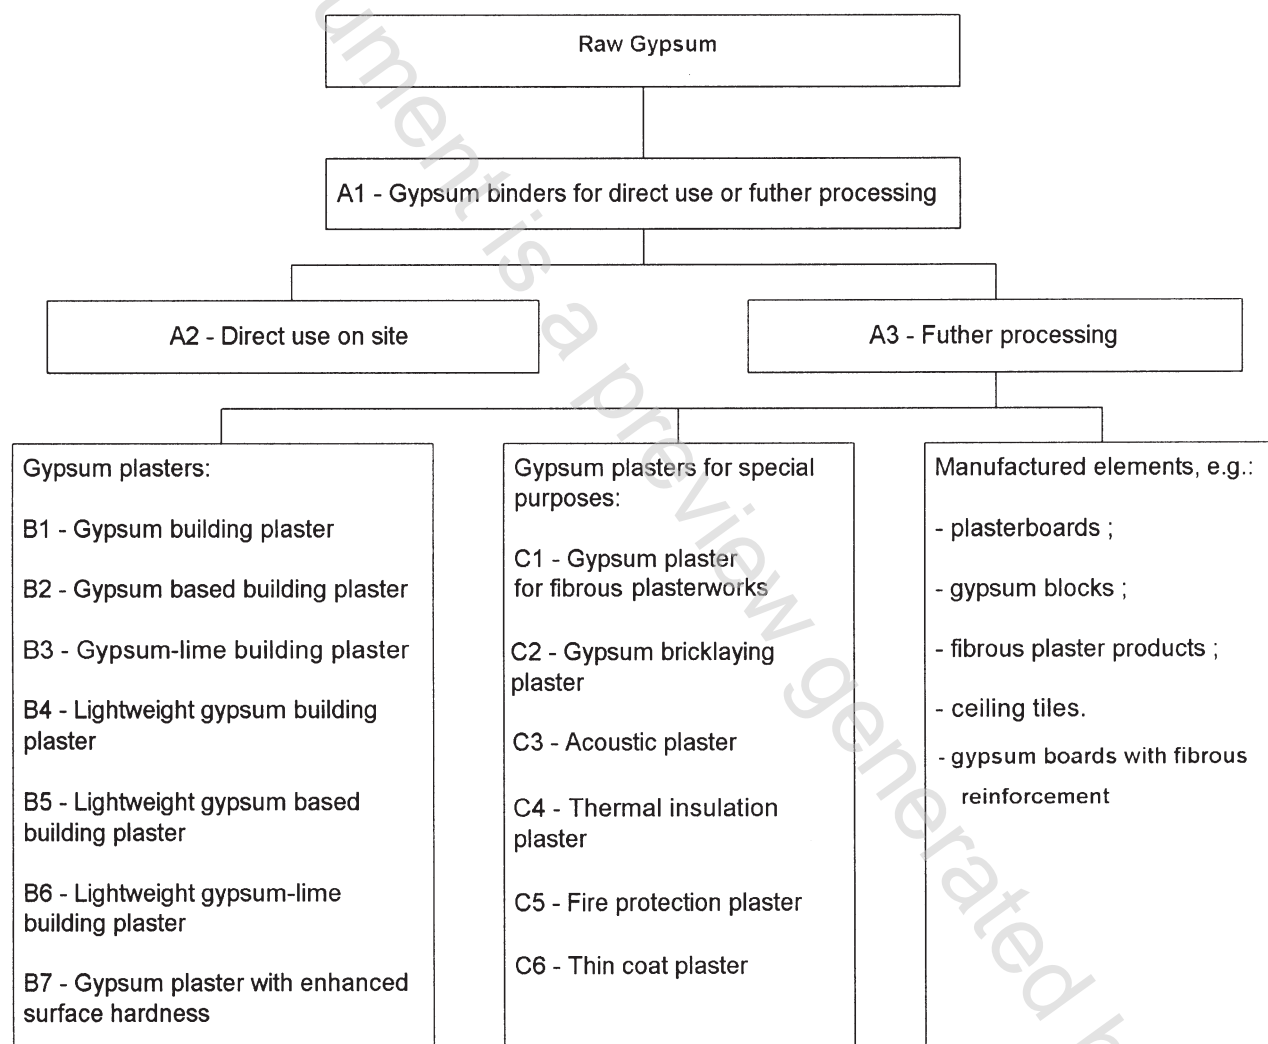 Raw Gypsum
A1 - Gypsum binders for direct use or futher processing
A2 - Direct use on site
A3 - Futher processing
Gypsum plasters:
B1 - Gypsum building plaster
B2 - Gypsum based building plaster
B3 - Gypsum-lime building plaster
B4 - Lightweight gypsum building
plaster
B5 - Lightweight gypsum based
building plaster
B6 - Lightweight gypsum-lime
building plaster
B7 - Gypsum plaster with enhanced
surface hardness
Gypsum plasters for special
purposes:
C1 - Gypsum plaster
for fibrous plasterworks
C2 - Gypsum bricklaying
plaster
C3 - Acoustic plaster
C4 - Thermal insulation
plaster
C5 - Fire protection plaster
C6 - Thin coat plaster
Manufactured elements, e.g.:
- plasterboards ;
- gypsum blocks ;
- fibrous plaster products ;
- ceiling tiles.
- gypsum boards with fibrous
reinforcement
is a preview generated